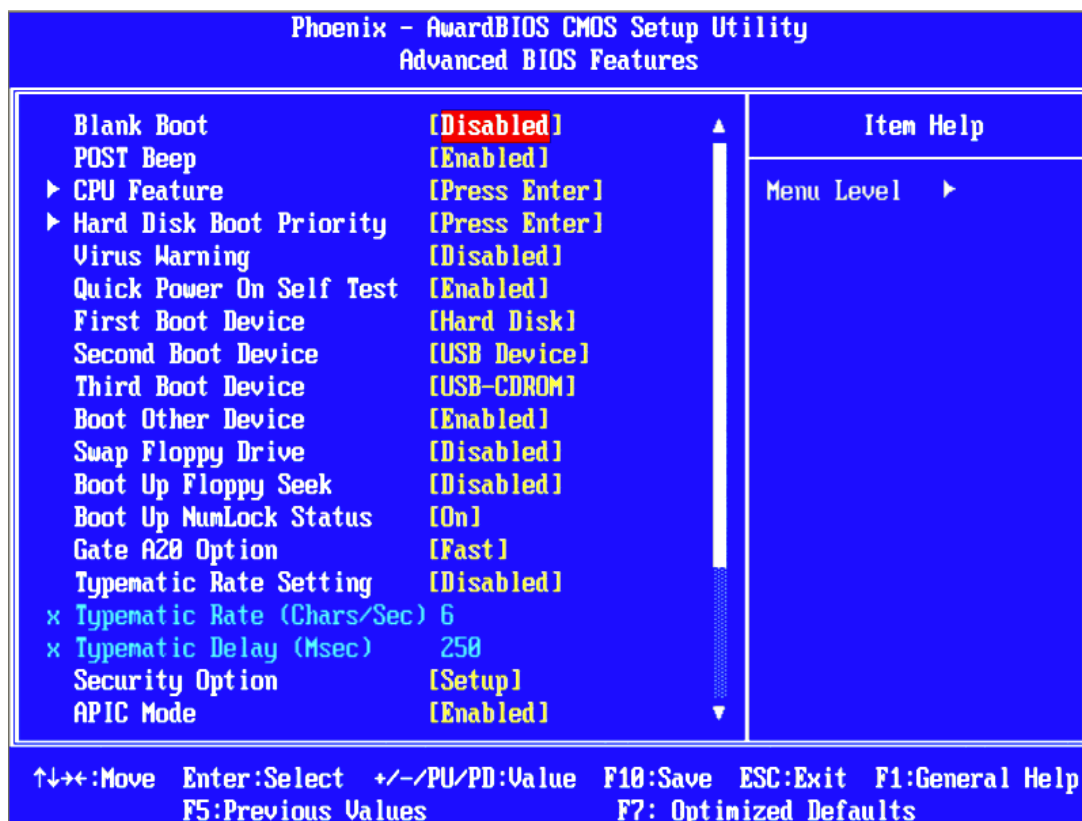 Phoenix - AwardBIOS CMOS Setup Utility
Advanced BIOS Features
Blank Boot [Disabled]
POST Beep [Enabled]
CPU Feature [Press Enter]
Hard Disk Boot Priority [Press Enter]
Virus Warning [Disabled]
Quick Power On Self Test [Enabled]
First Boot Device [Hard Disk]
Second Boot Device [USB Device]
Third Boot Device [USB-CDROM]
Boot Other Device [Enabled]
Swap Floppy Drive [Disabled]
Boot Up Floppy Seek [Disabled]
Boot Up NumLock Status [On]
Gate A20 Option [Fast]
Typematic Rate Setting [Disabled]
x Typematic Rate (Chars/Sec) 6
x Typematic Delay (Msec) 250
Security Option [Setup]
APIC Mode [Enabled]
Item Help
Menu Level
↑↓→←:Move Enter:Select +/-/PU/PD:Value F10:Save ESC:Exit F1:General Help
F5:Previous Values F7: Optimized Defaults